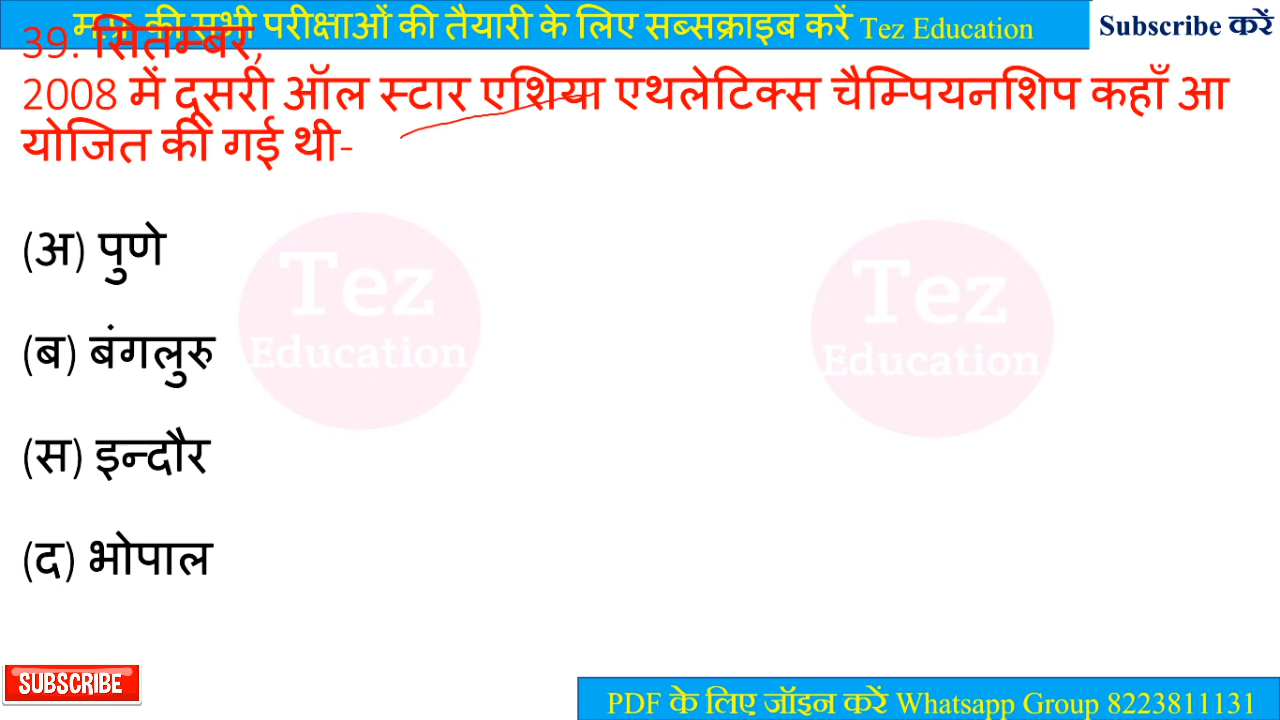 मप्र की सभी परीक्षाओं की तैयारी के लिए सब्सक्राइब करें Tez Education
Subscribe करें
39. सितम्बर,
2008 में दूसरी ऑल स्टार एशिया एथलेटिक्स चैम्पियनशिप कहाँ आ
योजित की गई थी-
(अ) पुणे
(ब) बंगलुरु
(स) इन्दौर
(द) भोपाल
Tez
Education
Tez
Education
SUBSCRIBE
PDF के लिए जॉइन करें Whatsapp Group 8223811131